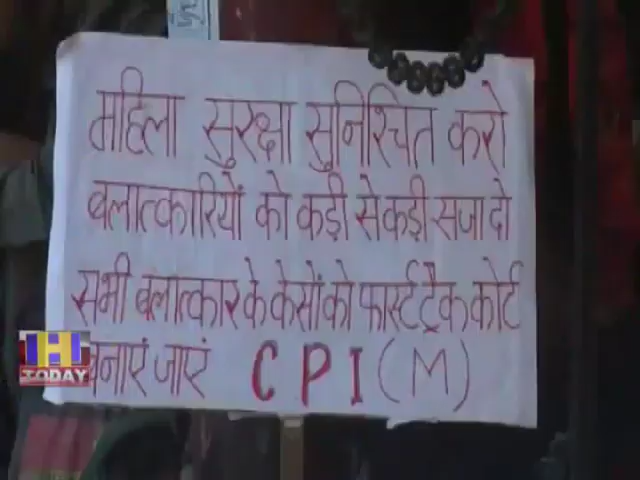 महिला सुरक्षा सुनिश्चित करो
बलात्कारियों को कड़ी से कड़ी सजा दो
सभी बलात्कार के केसों को फार्स्ट ट्रैक कोर्ट
बनाएं जाएं CPI (M)
H
TODAY